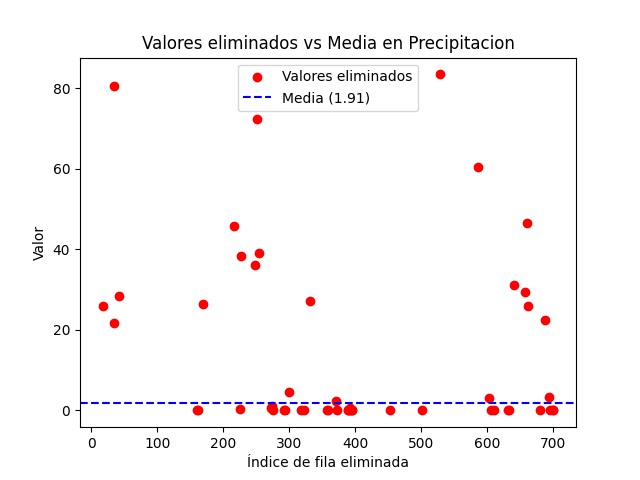 Valores eliminados vs Media en Precipitacion
Valores eliminados
Media (1.91)
Valor
80
60
40
20
0
0 100 200 300 400 500 600 700
Índice de fila eliminada